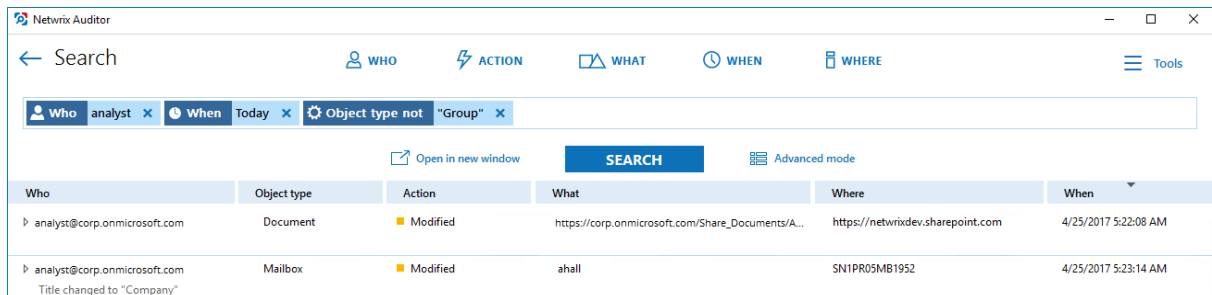 Netwrix Auditor
Search
WHO ACTION WHAT WHEN WHERE
Tools
Who analyst When Today Object type not "Group"
Open in new window SEARCH Advanced mode
Who Object type Action What Where When
analyst@corp.onmicrosoft.com Document Modified https://corp.onmicrosoft.com/Share_Documents/A... https://netwrixdev.sharepoint.com 4/25/2017 5:22:08 AM
analyst@corp.onmicrosoft.com Mailbox Modified ahall SN1PR05MB1952 4/25/2017 5:23:14 AM
Title changed to "Company"